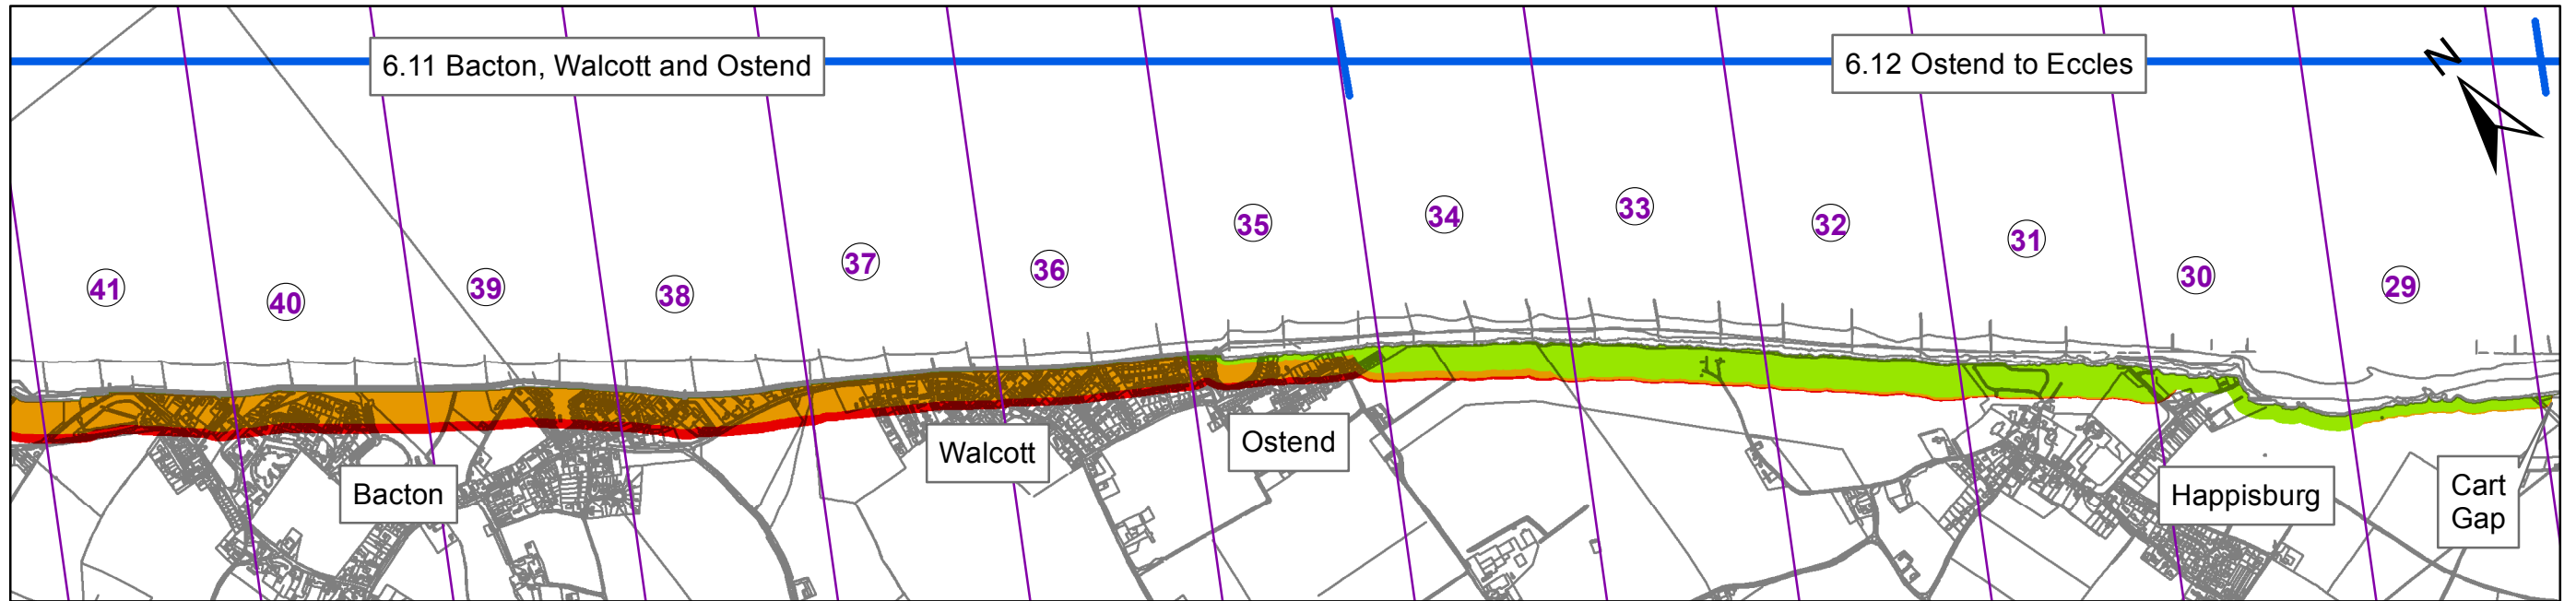 6.11 Bacton, Walcott and Ostend
6.12 Ostend to Eccles
N
41
40
39
38
37
36
35
34
33
32
31
30
29
Bacton
Walcott
Ostend
Happisburg
Cart
Gap